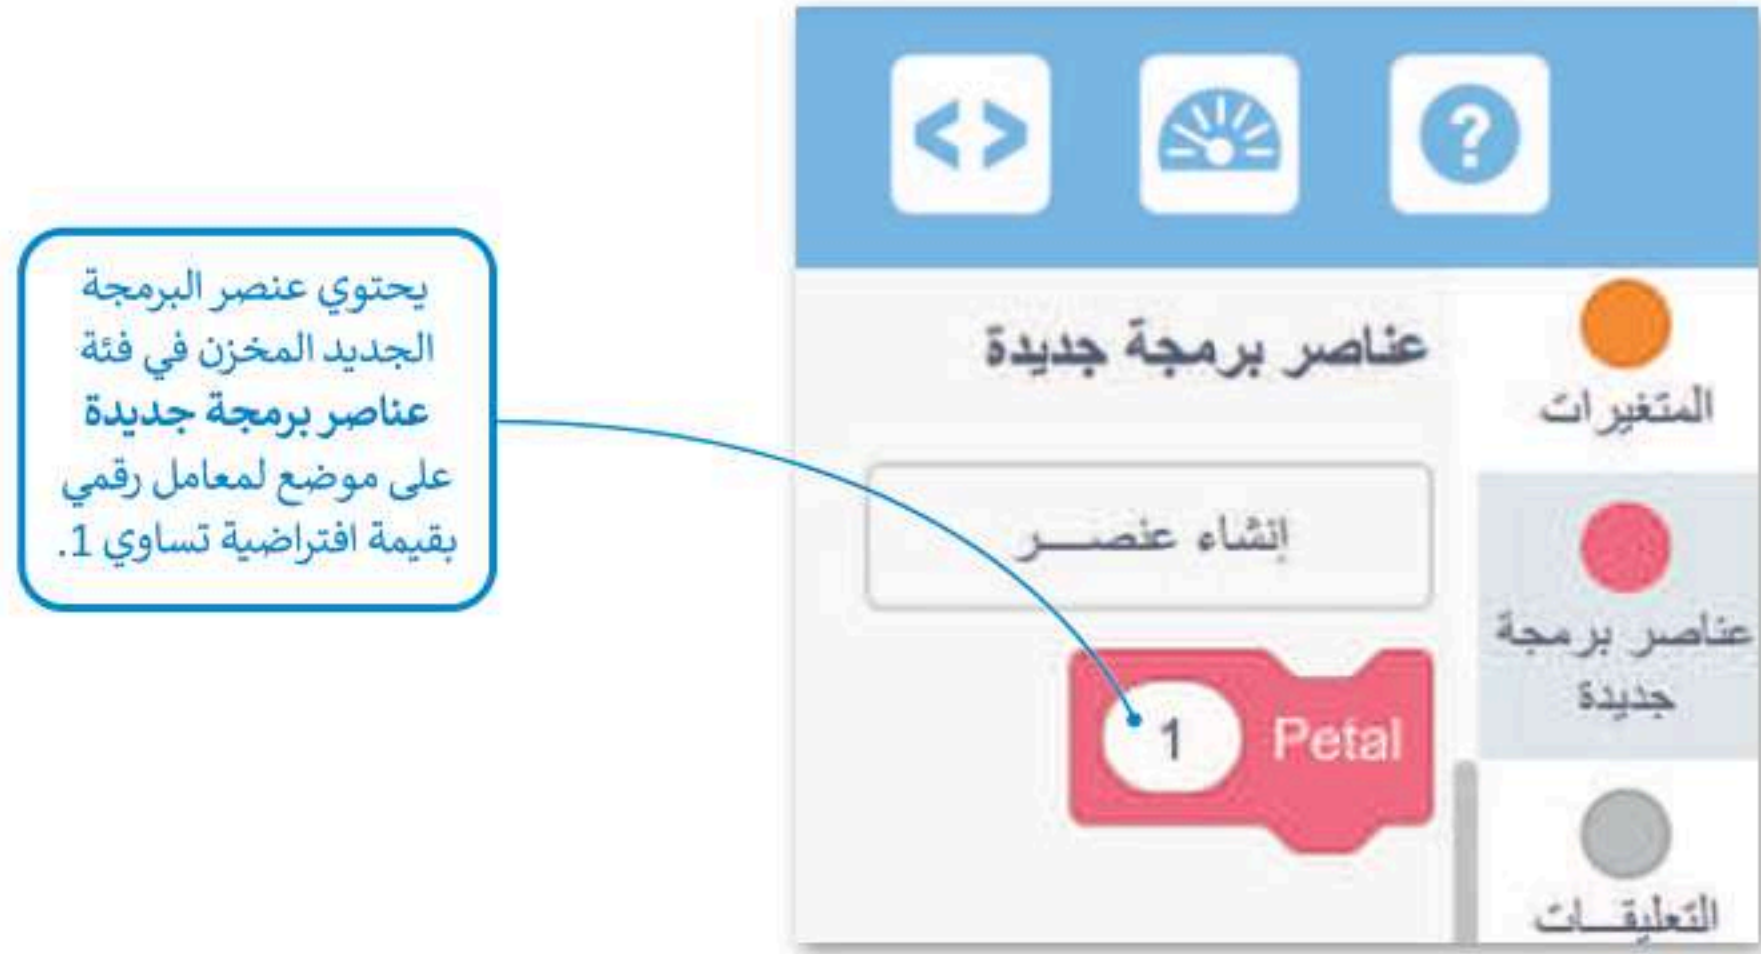 يحتوي عنصر البرمجة
الجديد المخزن في فئة
عناصر برمجة جديدة
على موضع لمعامل رقمي
بقيمة افتراضية تساوي 1.
< >
?
المتغيرات
عناصر برمجة جديدة
إنشاء عنصـــر
عناصر برمجة
جديدة
Petal 1
التعليقـــات